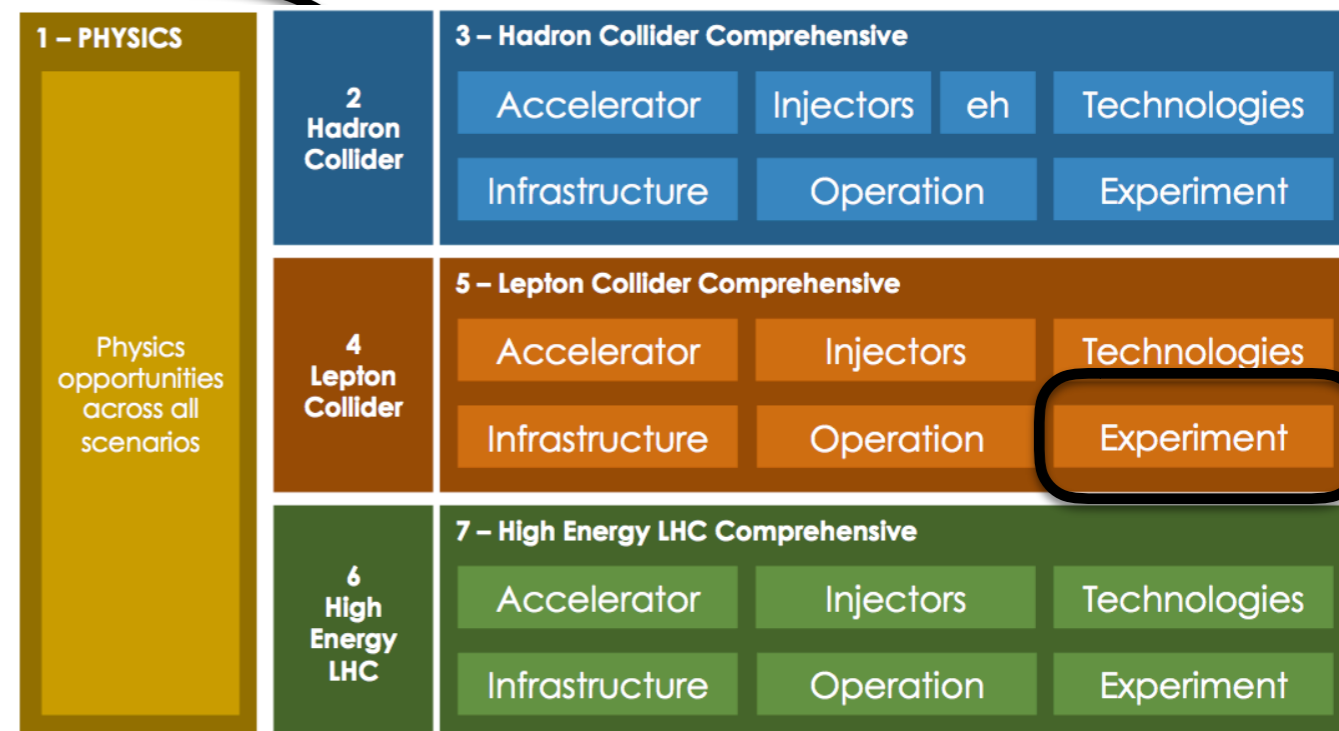 1 – PHYSICS
Physics
opportunities
across all
scenarios
2
Hadron
Collider
3 – Hadron Collider Comprehensive
Accelerator
Injectors
eh
Technologies
Infrastructure
Operation
Experiment
4
Lepton
Collider
5 – Lepton Collider Comprehensive
Accelerator
Injectors
Technologies
Infrastructure
Operation
Experiment
6
High
Energy
LHC
7 – High Energy LHC Comprehensive
Accelerator
Injectors
Technologies
Infrastructure
Operation
Experiment